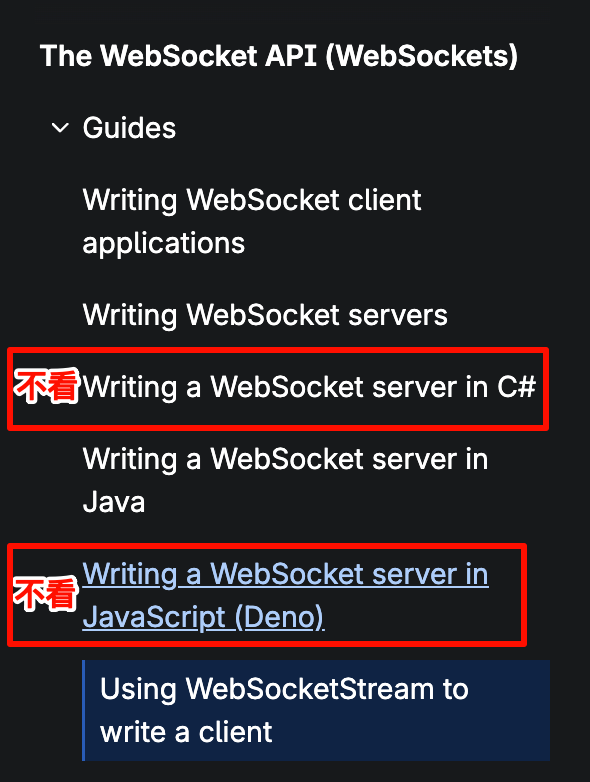 The WebSocket API (WebSockets)
Guides
Writing WebSocket client
applications
Writing WebSocket servers
不看 Writing a WebSocket server in C#
Writing a WebSocket server in
Java
不看 Writing a WebSocket server in
JavaScript (Deno)
Using WebSocketStream to
write a client